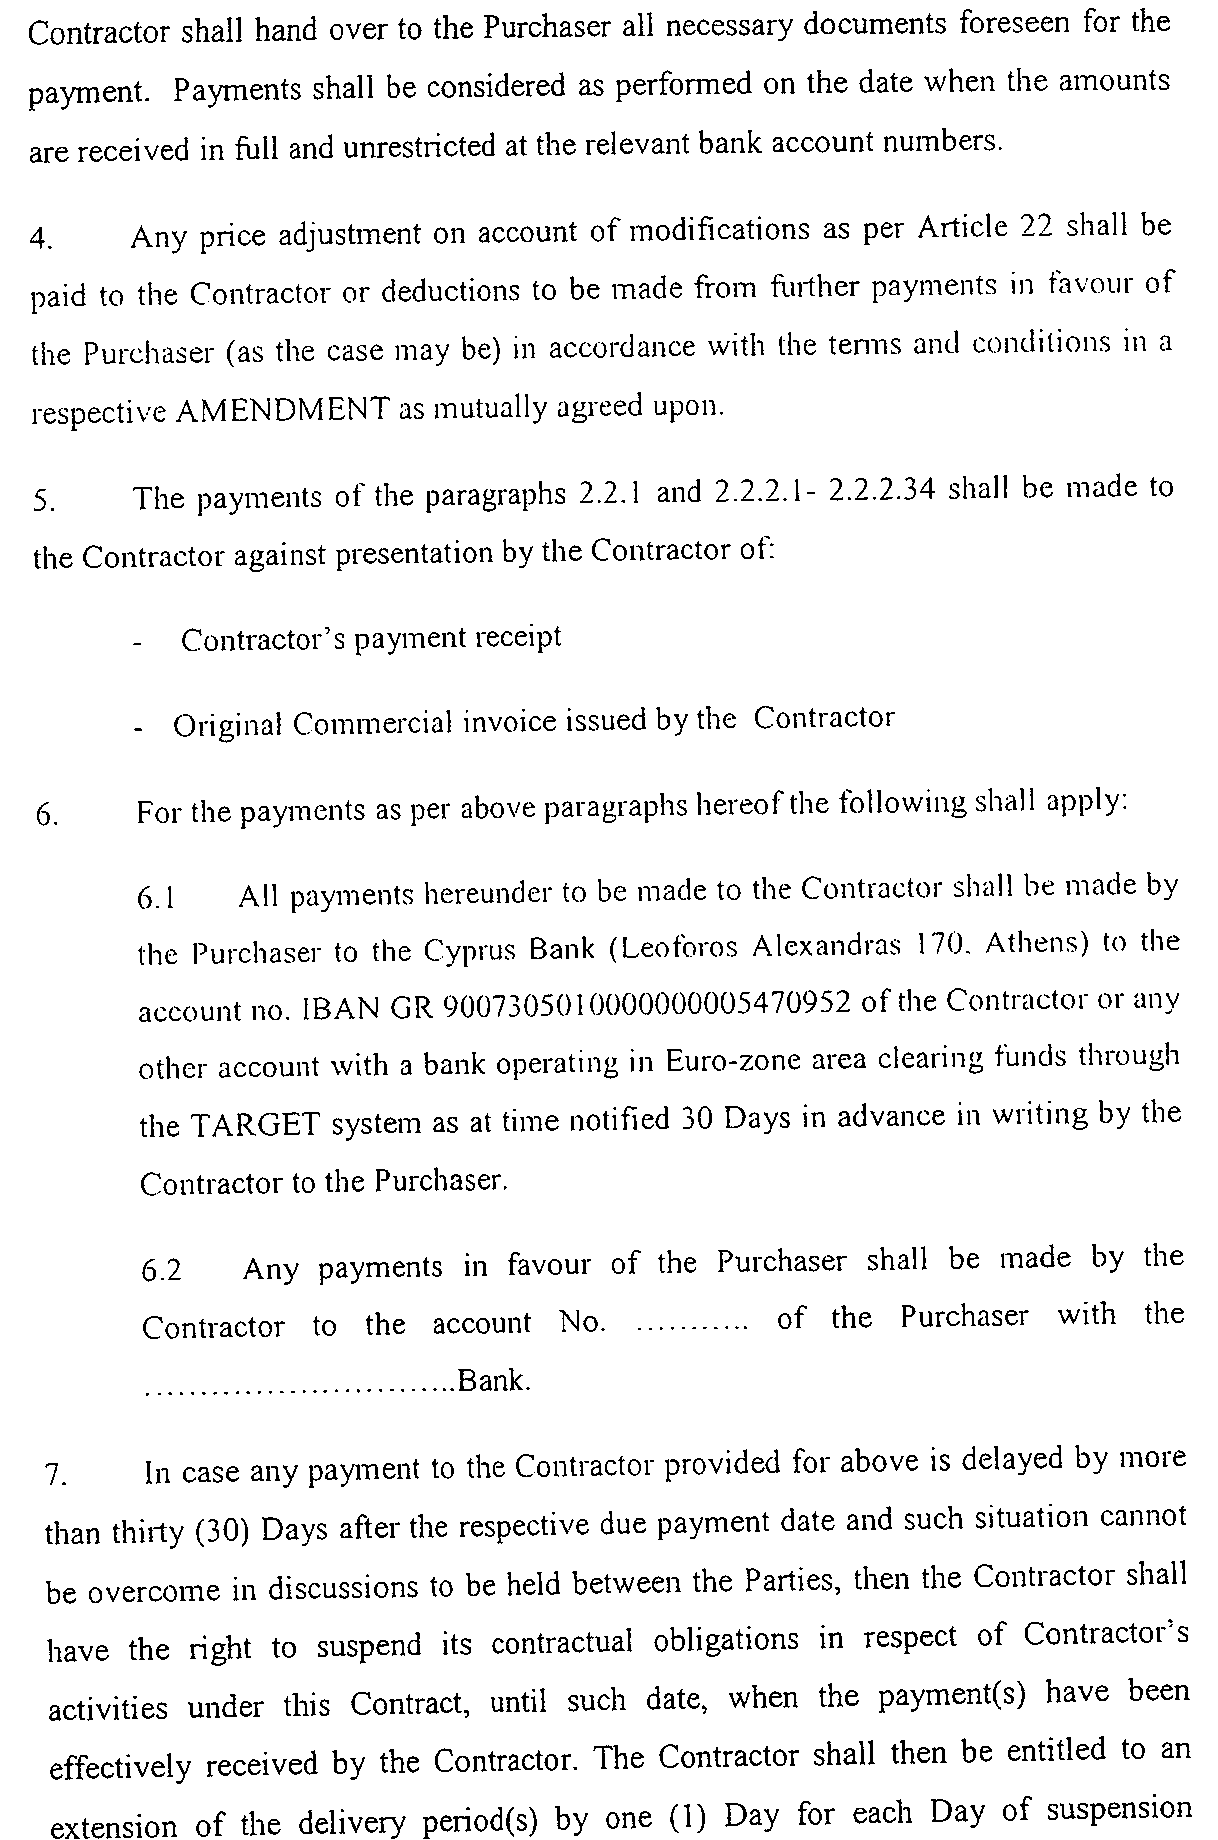 Contractor shall hand over to the Purchaser all necessary documents foreseen for the
payment. Payments shall be considered as performed on the date when the amounts
are received in full and unrestricted at the relevant bank account numbers.
4. Any price adjustment on account of modifications as per Article 22 shall be
paid to the Contractor or deductions to be made from further payments in favour of
the Purchaser (as the case may be) in accordance with the terms and conditions in a
respective AMENDMENT as mutually agreed upon.
5. The payments of the paragraphs 2.2.1 and 2.2.2.1- 2.2.2.34 shall be made to
the Contractor against presentation by the Contractor of:
- Contractor's payment receipt
- Original Commercial invoice issued by the Contractor
6. For the payments as per above paragraphs hereof the following shall apply:
6.1 All payments hereunder to be made to the Contractor shall be made by
the Purchaser to the Cyprus Bank (Leoforos Alexandras 170. Athens) to the
account no. IBAN GR 9007305010000000005470952 of the Contractor or any
other account with a bank operating in Euro-zone area clearing funds through
the TARGET system as at time notified 30 Days in advance in writing by the
Contractor to the Purchaser.
6.2 Any payments in favour of the Purchaser shall be made by the
Contractor to the account No. ........... of the Purchaser with the
.............................Bank.
7. In case any payment to the Contractor provided for above is delayed by more
than thirty (30) Days after the respective due payment date and such situation cannot
be overcome in discussions to be held between the Parties, then the Contractor shall
have the right to suspend its contractual obligations in respect of Contractor's
activities under this Contract, until such date, when the payment(s) have been
effectively received by the Contractor. The Contractor shall then be entitled to an
extension of the delivery period(s) by one (1) Day for each Day of suspension